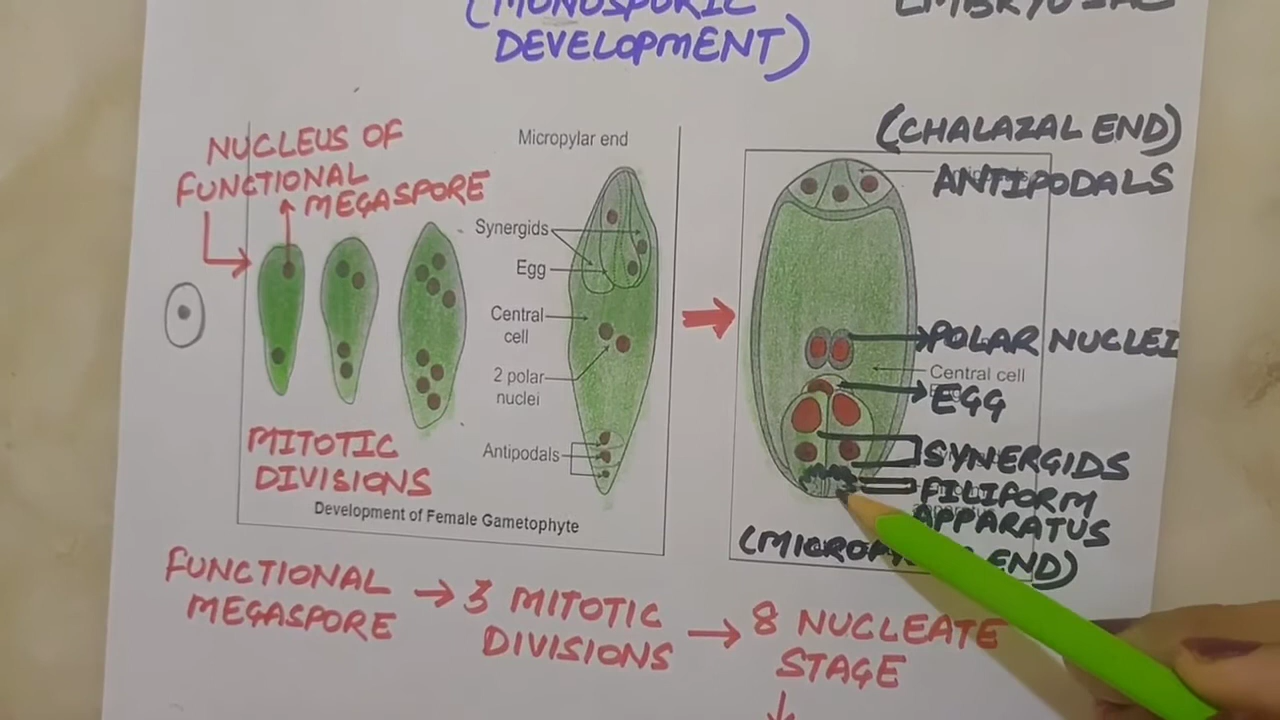 (MONOSPORIC
DEVELOPMENT)
NUCLEUS OF
FUNCTIONAL
MEGASPORE
MITOTIC
DIVISIONS
Micropylar end
Synergids
Egg
Central
cell
2 polar
nuclei
Antipodals
Development of Female Gametophyte
(CHALAZAL END)
ANTIPODALS
POLAR NUCLEI
Central cell
EGG
SYNERGIDS
FILIFORM
APPARATUS
END)
FUNCTIONAL
MEGASPORE
3 MITOTIC
DIVISIONS
8 NUCLEATE
STAGE